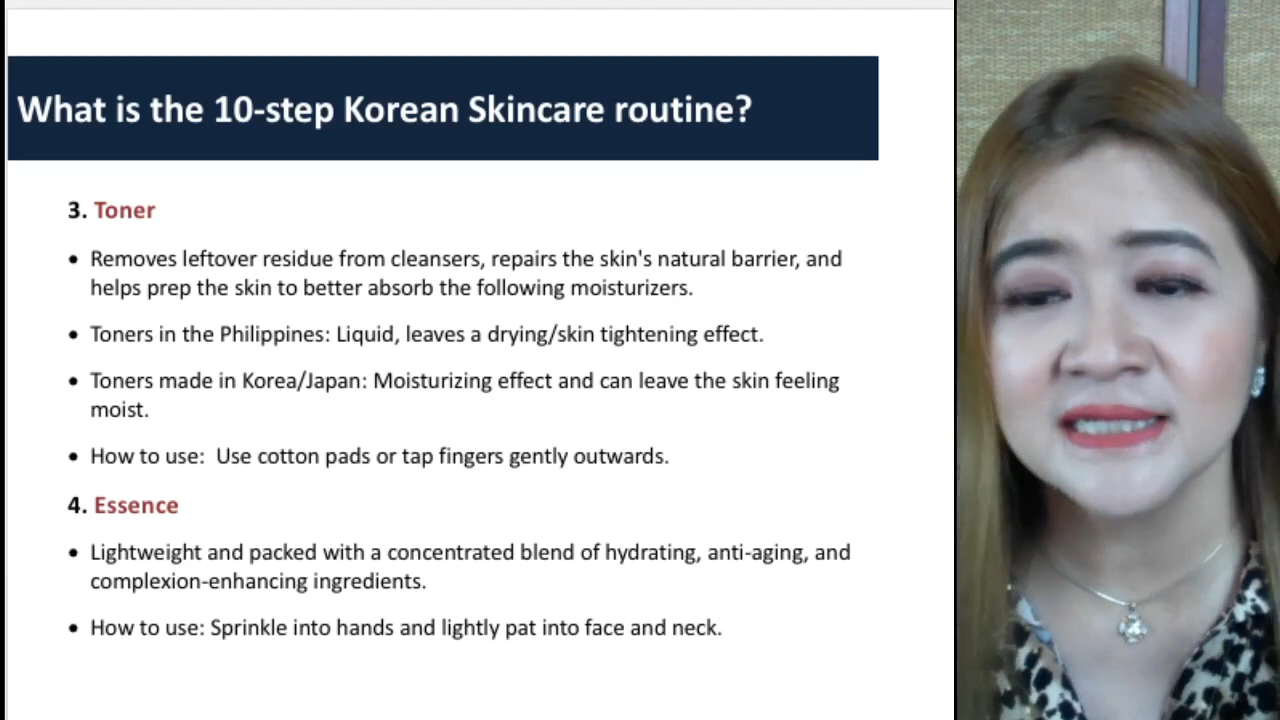 What is the 10-step Korean Skincare routine?
3. Toner
• Removes leftover residue from cleansers, repairs the skin's natural barrier, and
helps prep the skin to better absorb the following moisturizers.
• Toners in the Philippines: Liquid, leaves a drying/skin tightening effect.
• Toners made in Korea/Japan: Moisturizing effect and can leave the skin feeling
moist.
• How to use:  Use cotton pads or tap fingers gently outwards.
4. Essence
• Lightweight and packed with a concentrated blend of hydrating, anti-aging, and
complexion-enhancing ingredients.
• How to use: Sprinkle into hands and lightly pat into face and neck.